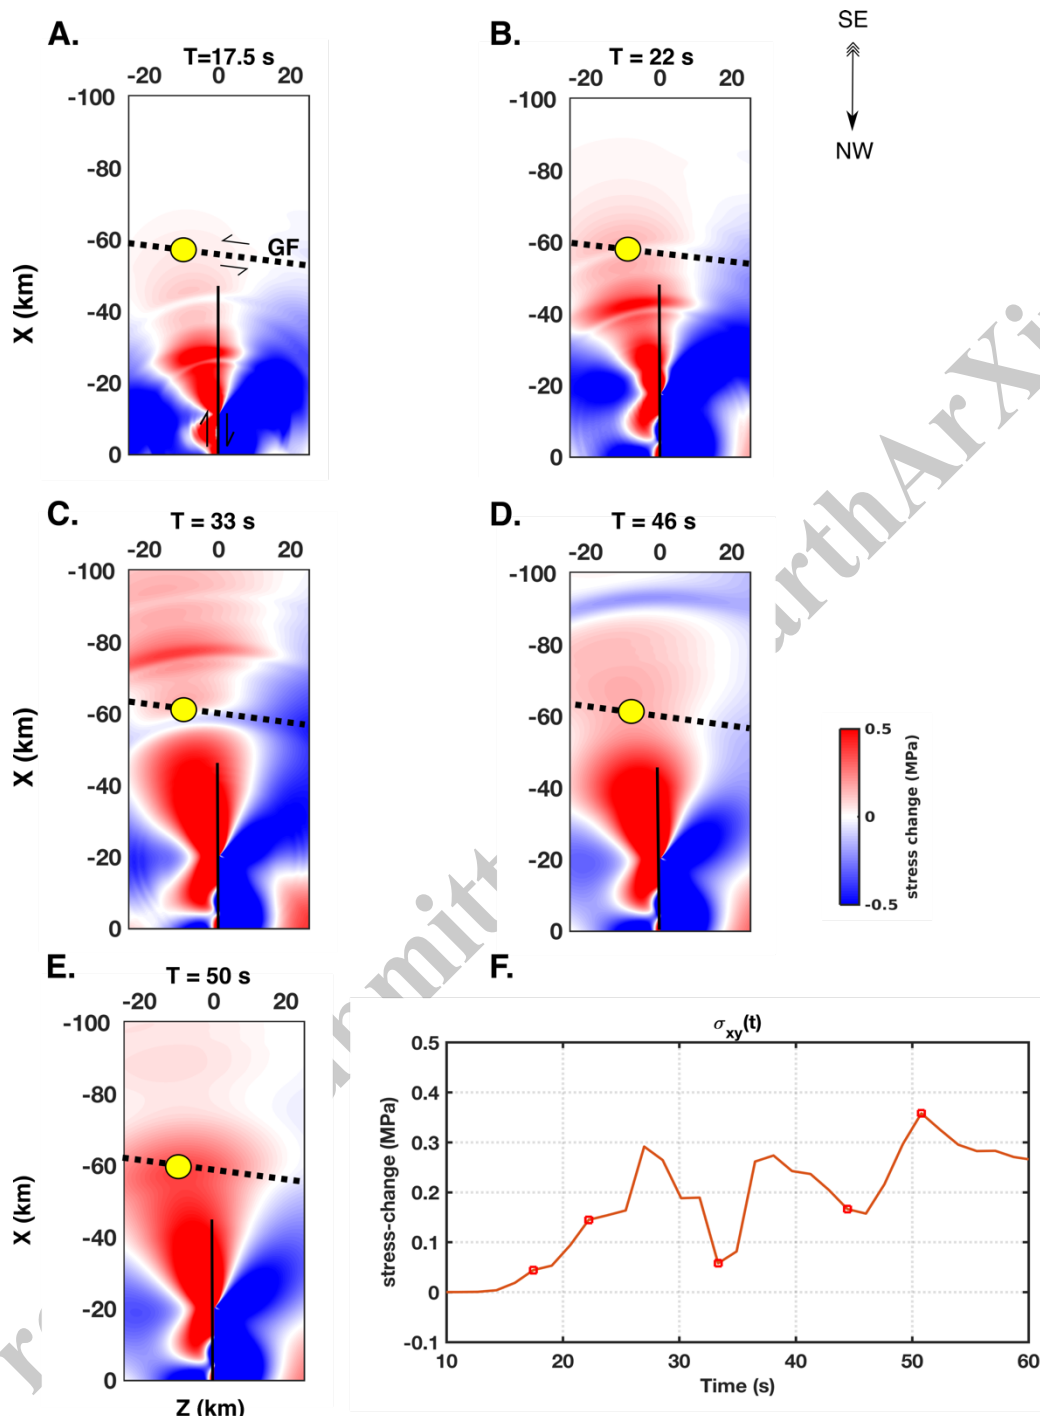 A.
T=17.5 s
-20 0 20
-100
-80
-60
-40
-20
0
X (km)
GF
B.
T = 22 s
-20 0 20
-100
-80
-60
-40
-20
0
SE
NW
C.
T = 33 s
-20 0 20
-100
-80
-60
-40
-20
0
X (km)
D.
T = 46 s
-20 0 20
-100
-80
-60
-40
-20
0
0.5
0
-0.5
stress change (MPa)
E.
T = 50 s
-20 0 20
-100
-80
-60
-40
-20
0
X (km)
Z (km)
F.
σxy(t)
0.5
0.4
0.3
0.2
0.1
0
-0.1
stress-change (MPa)
10 20 30 40 50 60
Time (s)